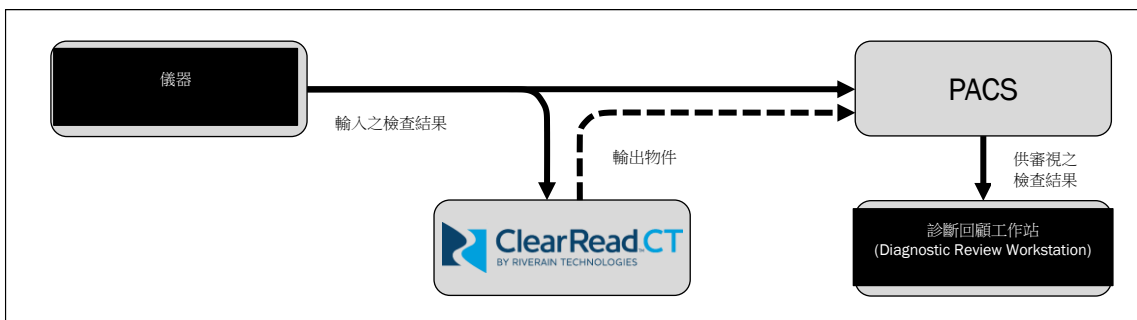 儀器
PACS
輸入之檢查結果
輸出物件
供審視之
檢查結果
ClearRead CT
BY RIVERAIN TECHNOLOGIES
診斷回顧工作站
(Diagnostic Review Workstation)